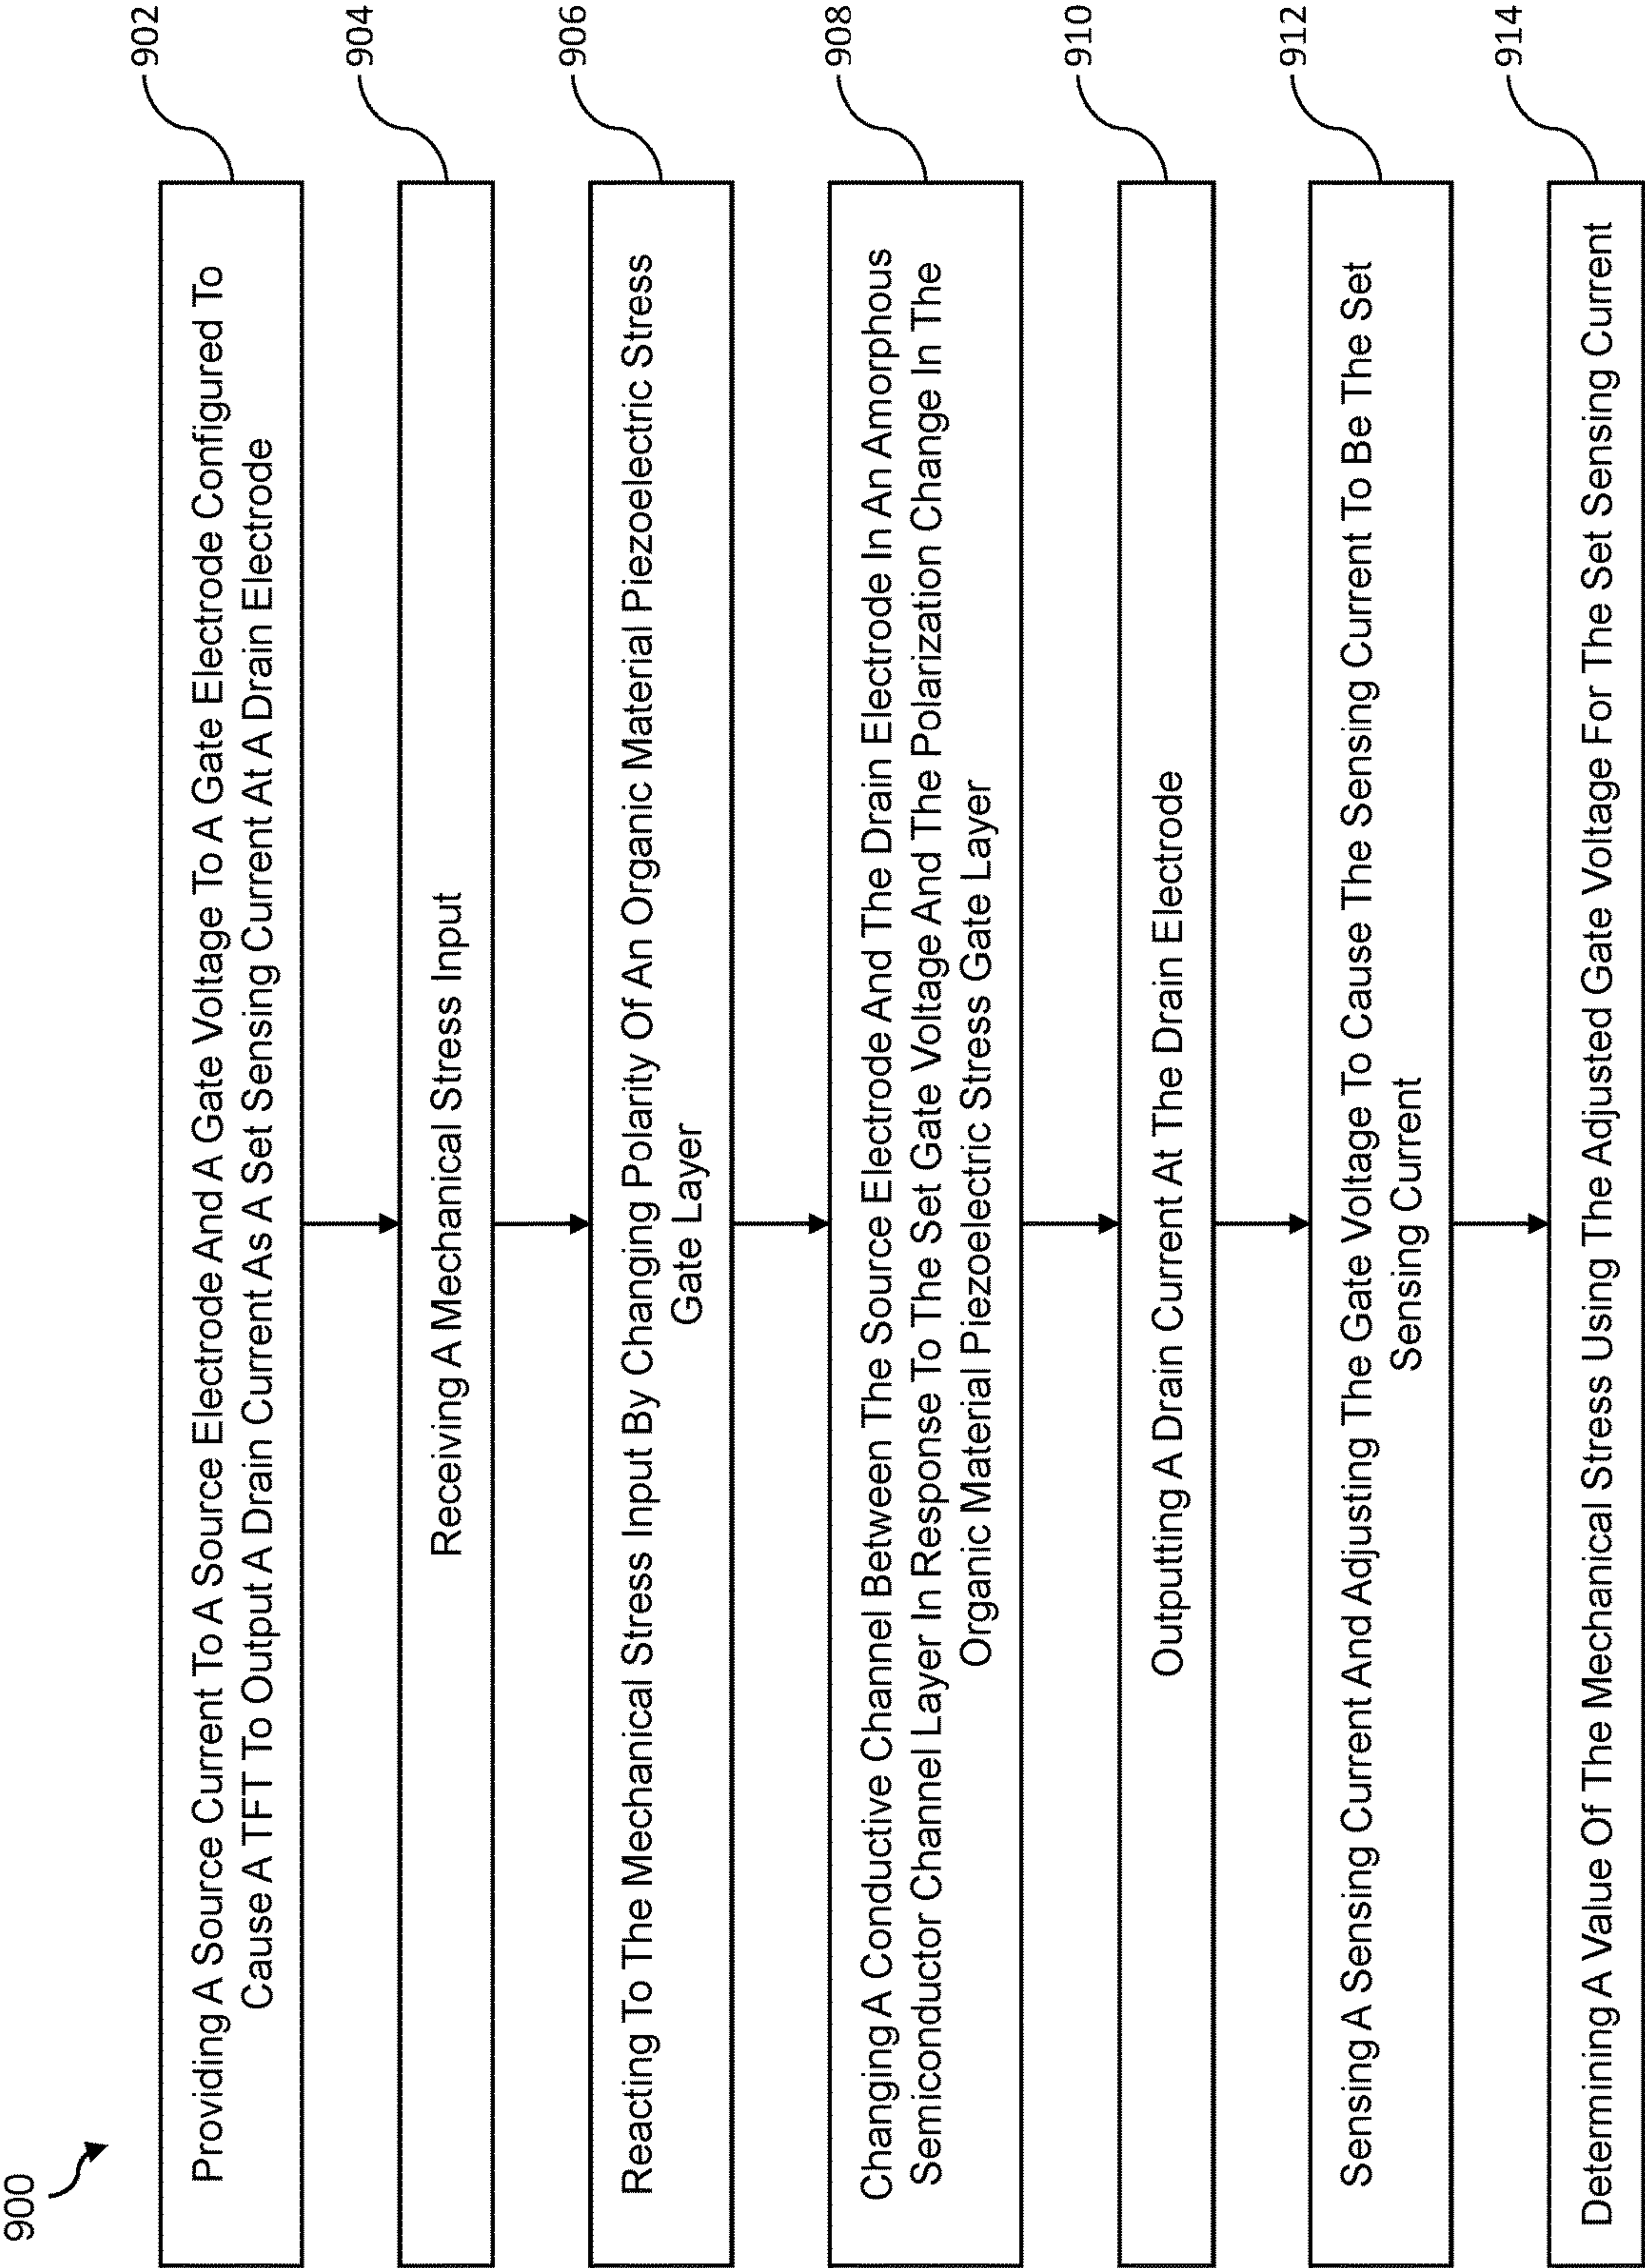 900
902
Providing A Source Current To A Source Electrode And A Gate Voltage To A Gate Electrode Configured To
Cause A TFT To Output A Drain Current As A Set Sensing Current At A Drain Electrode
904
Receiving A Mechanical Stress Input
906
Reacting To The Mechanical Stress Input By Changing Polarity Of An Organic Material Piezoelectric Stress
Gate Layer
908
Changing A Conductive Channel Between The Source Electrode And The Drain Electrode In An Amorphous
Semiconductor Channel Layer In Response To The Set Gate Voltage And The Polarization Change In The
Organic Material Piezoelectric Stress Gate Layer
910
Outputting A Drain Current At The Drain Electrode
912
Sensing A Sensing Current And Adjusting The Gate Voltage To Cause The Sensing Current To Be The Set
Sensing Current
914
Determining A Value Of The Mechanical Stress Using The Adjusted Gate Voltage For The Set Sensing Current